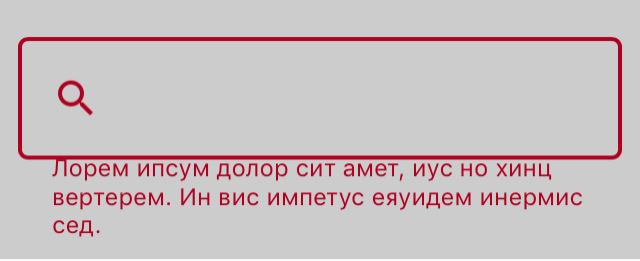 Лорем ипсум долор сит амет, иус но хинц
вертерем. Ин вис импетус еяуидем инермис
сед.